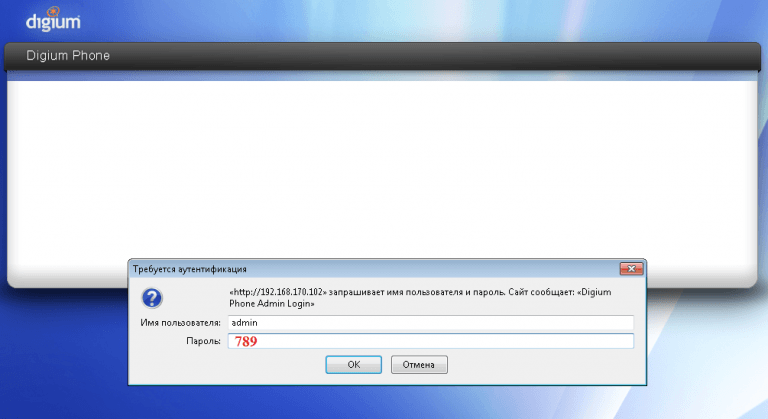 digium
Digium Phone
Требуется аутентификация
«http://192.168.170.102» запрашивает имя пользователя и пароль. Сайт сообщает: «Digium
Phone Admin Login»
Имя пользователя: admin
Пароль: 789
OK Отмена